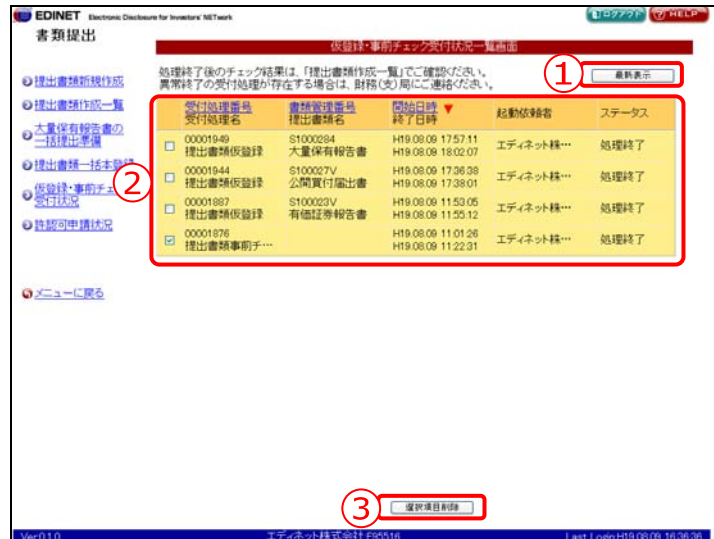 EDINET Electronic Disclosure for Investors' NETwork
ログアウト ? HELP
書類提出
仮登録・事前チェック受付状況一覧画面
処理終了後のチェック結果は、「提出書類作成一覧」でご確認ください。
異常終了の受付処理が存在する場合は、財務(支)局にご連絡ください。
① 最新表示
提出書類新規作成
提出書類作成一覧
大量保有報告書の
一括提出準備
提出書類一括本登録
仮登録・事前チェ
受付状況
許認可申請状況
メニューに戻る
②
受付処理番号 書類管理番号 開始日時 ▼ 起動依頼者 ステータス
受付処理名 提出書類名 終了日時
00001949 S1000284 H19.08.09 17:57:11 エディネット株… 処理終了
提出書類仮登録 大量保有報告書 H19.08.09 18:02:07
00001944 S100027V H19.08.09 17:36:38 エディネット株… 処理終了
提出書類仮登録 公開買付届出書 H19.08.09 17:38:01
00001887 S100023V H19.08.09 11:53:05 エディネット株… 処理終了
提出書類仮登録 有価証券報告書 H19.08.09 11:55:12
00001876 H19.08.09 11:01:26 エディネット株… 処理終了
提出書類事前チ… H19.08.09 11:22:31
③ 選択項目削除
Ver.0.1.0 エディネット株式会社:E95516 Last Login:H19.08.09 16:36:36